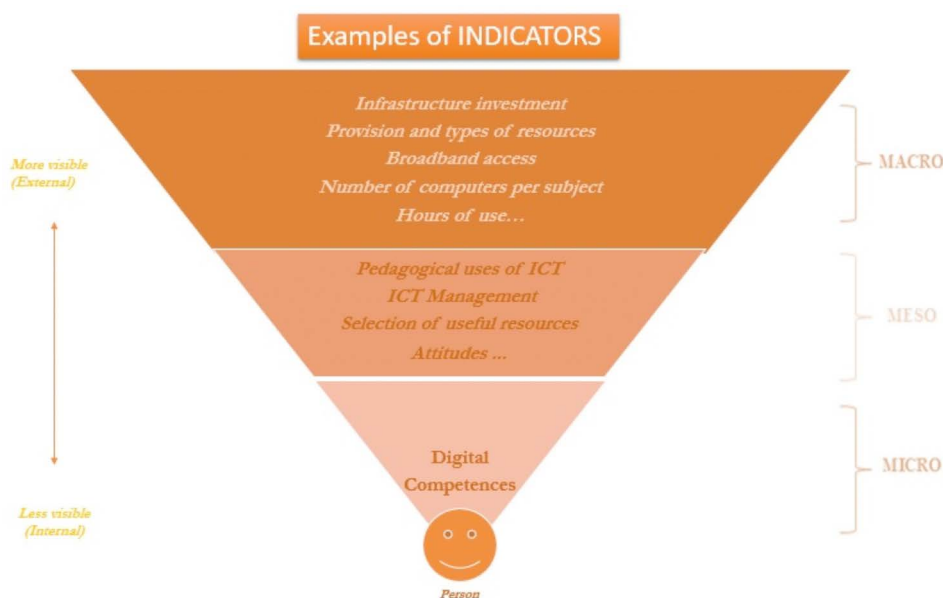 Examples of INDICATORS
Infrastructure investment
Provision and types of resources
Broadband access
Number of computers per subject
Hours of use…
More visible
(External)
MACRO
Pedagogical uses of ICT
ICT Management
Selection of useful resources
Attitudes ...
MESO
Digital
Competences
MICRO
Less visible
(Internal)
Person